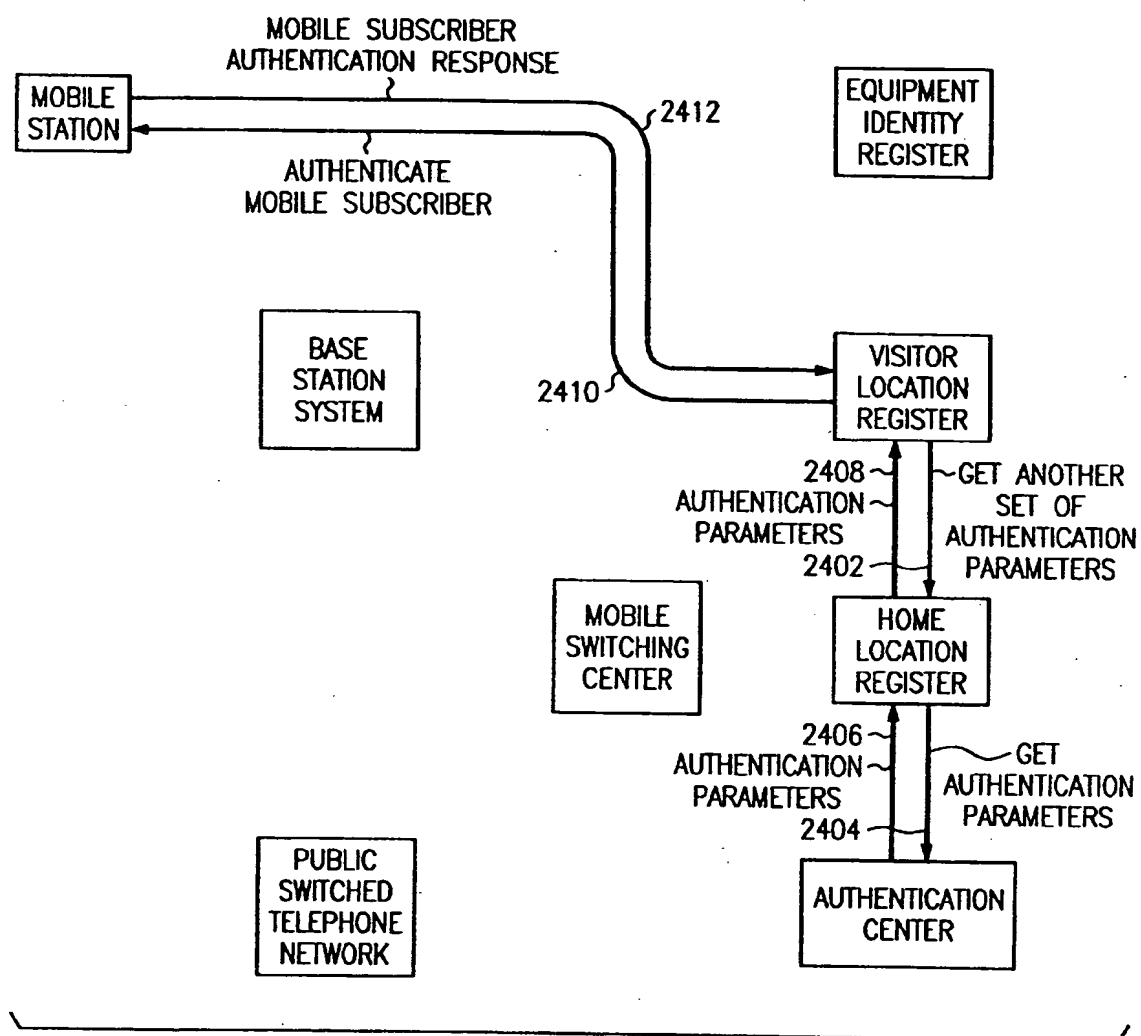 MOBILE SUBSCRIBER
AUTHENTICATION RESPONSE
MOBILE
STATION
2412
EQUIPMENT
IDENTITY
REGISTER
AUTHENTICATE
MOBILE SUBSCRIBER
BASE
STATION
SYSTEM
2410
VISITOR
LOCATION
REGISTER
2408
AUTHENTICATION
PARAMETERS
2402
GET ANOTHER
SET OF
AUTHENTICATION
PARAMETERS
MOBILE
SWITCHING
CENTER
HOME
LOCATION
REGISTER
2406
AUTHENTICATION
PARAMETERS
2404
GET
AUTHENTICATION
PARAMETERS
PUBLIC
SWITCHED
TELEPHONE
NETWORK
AUTHENTICATION
CENTER